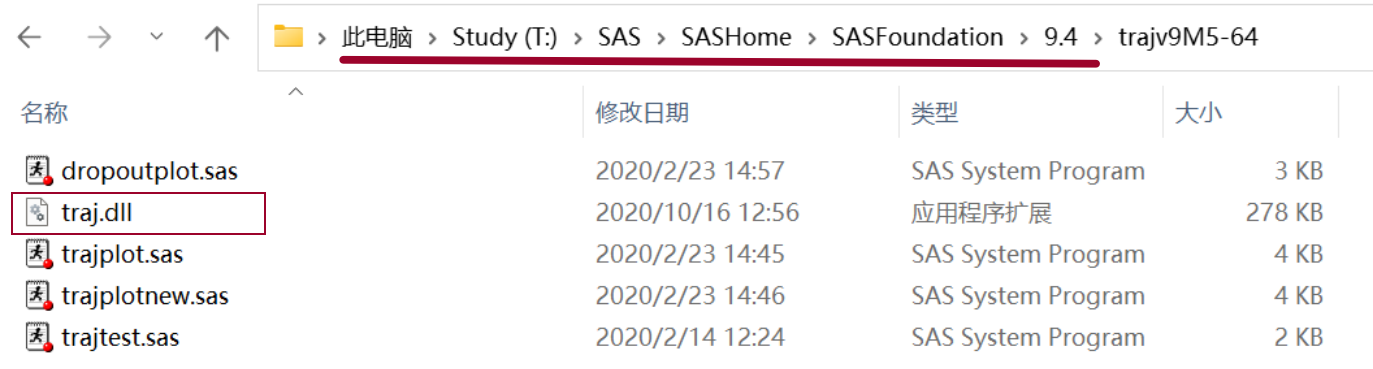 此电脑 › Study (T:) › SAS › SASHome › SASFoundation › 9.4 › trajv9M5-64
名称 修改日期 类型 大小
dropoutplot.sas 2020/2/23 14:57 SAS System Program 3 KB
traj.dll 2020/10/16 12:56 应用程序扩展 278 KB
trajplot.sas 2020/2/23 14:45 SAS System Program 4 KB
trajplotnew.sas 2020/2/23 14:46 SAS System Program 4 KB
trajtest.sas 2020/2/14 12:24 SAS System Program 2 KB